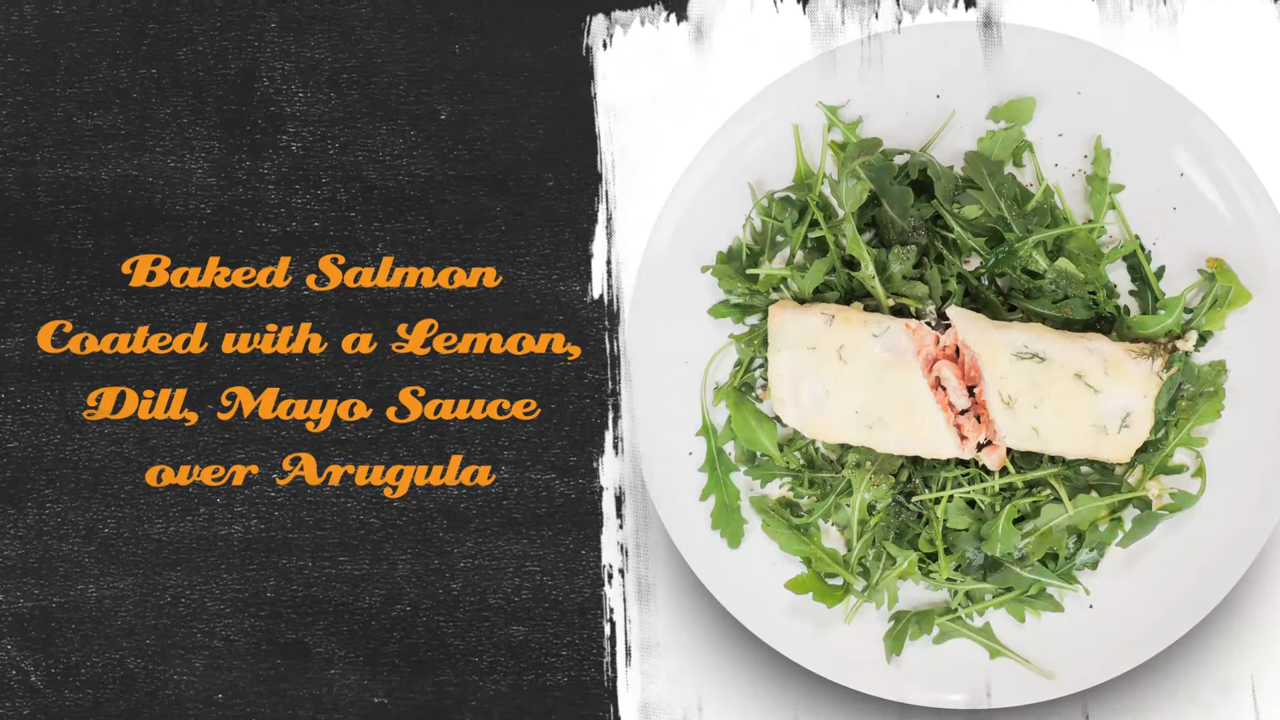 Baked Salmon
Coated with a Lemon,
Dill, Mayo Sauce
over Arugula